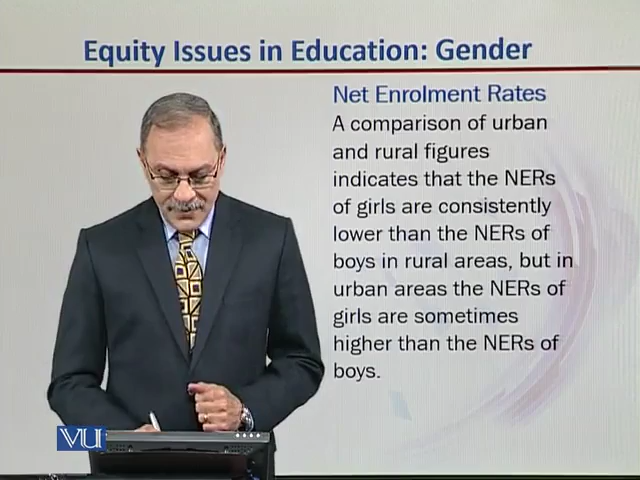 Equity Issues in Education: Gender
Net Enrolment Rates
A comparison of urban
and rural figures
indicates that the NERs
of girls are consistently
lower than the NERs of
boys in rural areas, but in
urban areas the NERs of
girls are sometimes
higher than the NERs of
boys.
VU